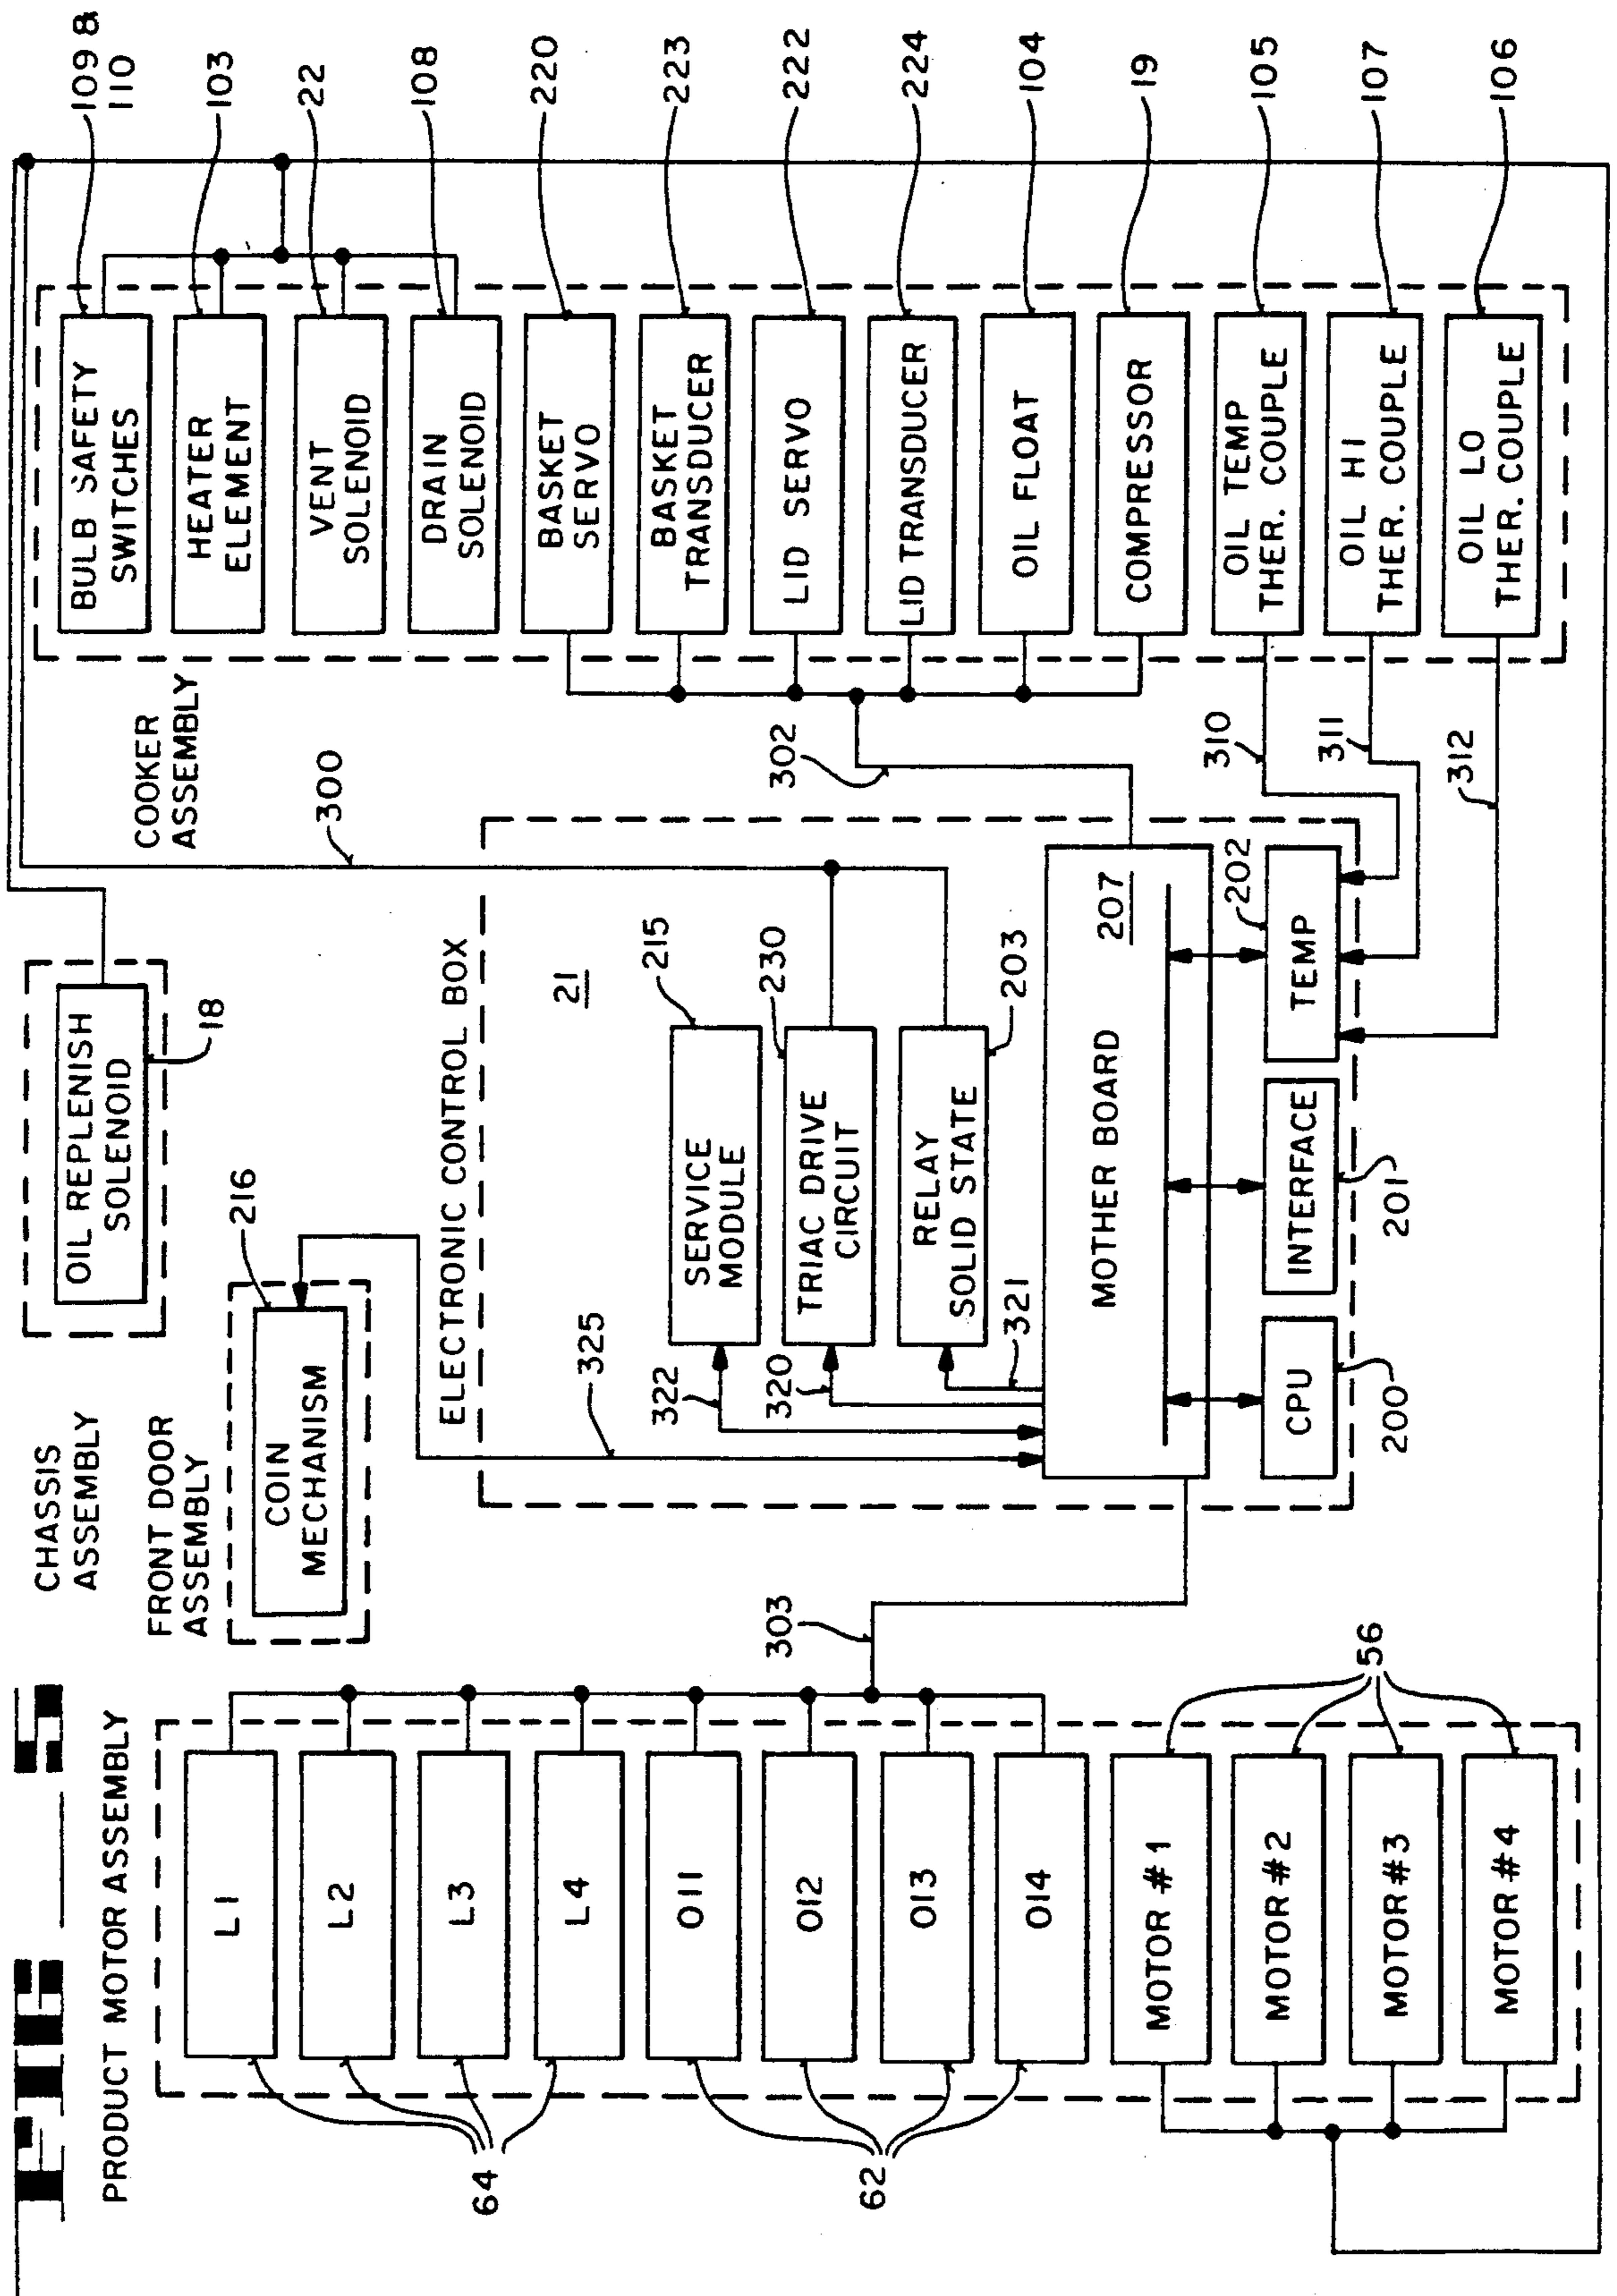 FIG 5
PRODUCT MOTOR ASSEMBLY
L1
L2
L3
L4
64
OI1
OI2
OI3
OI4
62
MOTOR #1
MOTOR #2
MOTOR #3
MOTOR #4
56
303
CHASSIS
ASSEMBLY
OIL REPLENISH
SOLENOID
18
FRONT DOOR
ASSEMBLY
COIN
MECHANISM
216
325
ELECTRONIC CONTROL BOX
21
SERVICE
MODULE
215
322
TRIAC DRIVE
CIRCUIT
230
320
RELAY
SOLID STATE
203
321
MOTHER BOARD
207
CPU
200
INTERFACE
201
TEMP
202
300
302
310
311
312
COOKER
ASSEMBLY
BULB SAFETY
SWITCHES
109 &
110
HEATER
ELEMENT
103
VENT
SOLENOID
22
DRAIN
SOLENOID
108
BASKET
SERVO
220
BASKET
TRANSDUCER
223
LID SERVO
222
LID TRANSDUCER
224
OIL FLOAT
104
COMPRESSOR
19
OIL TEMP
THER. COUPLE
105
OIL HI
THER. COUPLE
107
OIL LO
THER. COUPLE
106